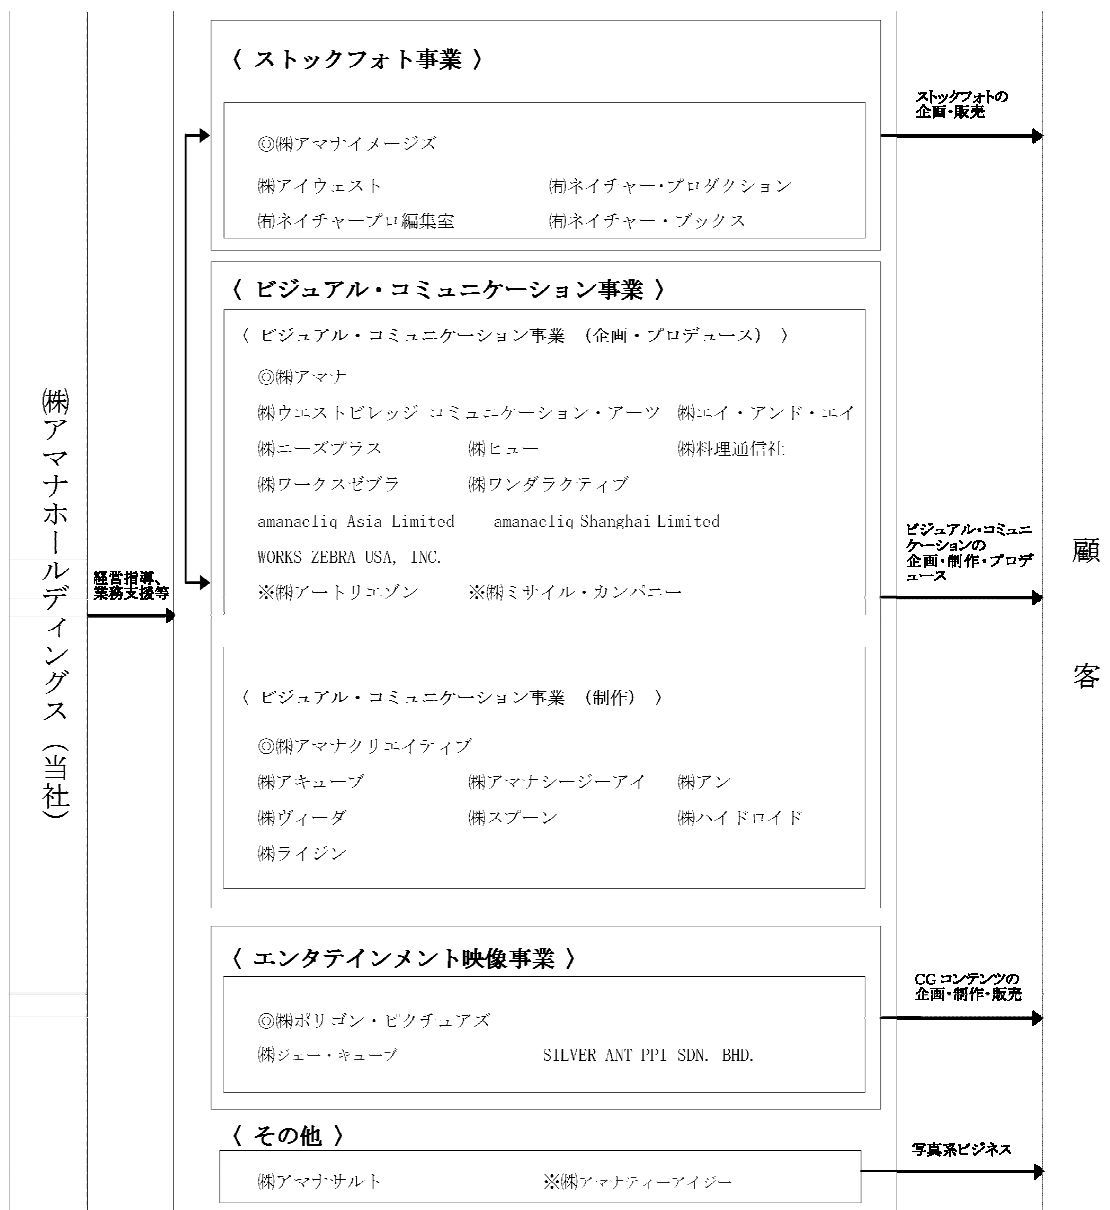 ㈱アマナホールディングス（当社）
経営指導、
業務支援等
〈 ストックフォト事業 〉
◎㈱アマナイメージズ
㈱アイウエスト ㈲ネイチャー・プロダクション
㈲ネイチャープロ編集室 ㈲ネイチャー・ブックス
ストックフォトの
企画・販売
〈 ビジュアル・コミュニケーション事業 〉
〈 ビジュアル・コミュニケーション事業 （企画・プロデュース） 〉
◎㈱アマナ
㈱ウエストビレッジ コミュニケーション・アーツ ㈱エイ・アンド・エイ
㈱ニーズプラス ㈱ヒュー ㈱料理通信社
㈱ワークスゼブラ ㈱ワンダラクティブ
amanacliq Asia Limited amanacliq Shanghai Limited
WORKS ZEBRA USA, INC.
※㈱アートリエゾン ※㈱ミサイル・カンパニー
〈 ビジュアル・コミュニケーション事業 （制作） 〉
◎㈱アマナクリエイティブ
㈱アキューブ ㈱アマナシージーアイ ㈱アン
㈱ヴィーダ ㈱スプーン ㈱ハイドロイド
㈱ライジン
ビジュアル・コミュニ
ケーションの
企画・制作・プロデ
ュース
〈 エンタテインメント映像事業 〉
◎㈱ポリゴン・ピクチュアズ
㈱ジェー・キューブ SILVER ANT PPI SDN. BHD.
CGコンテンツの
企画・制作・販売
〈 その他 〉
㈱アマナサルト ※㈱アマナティーアイジー
写真系ビジネス
顧客